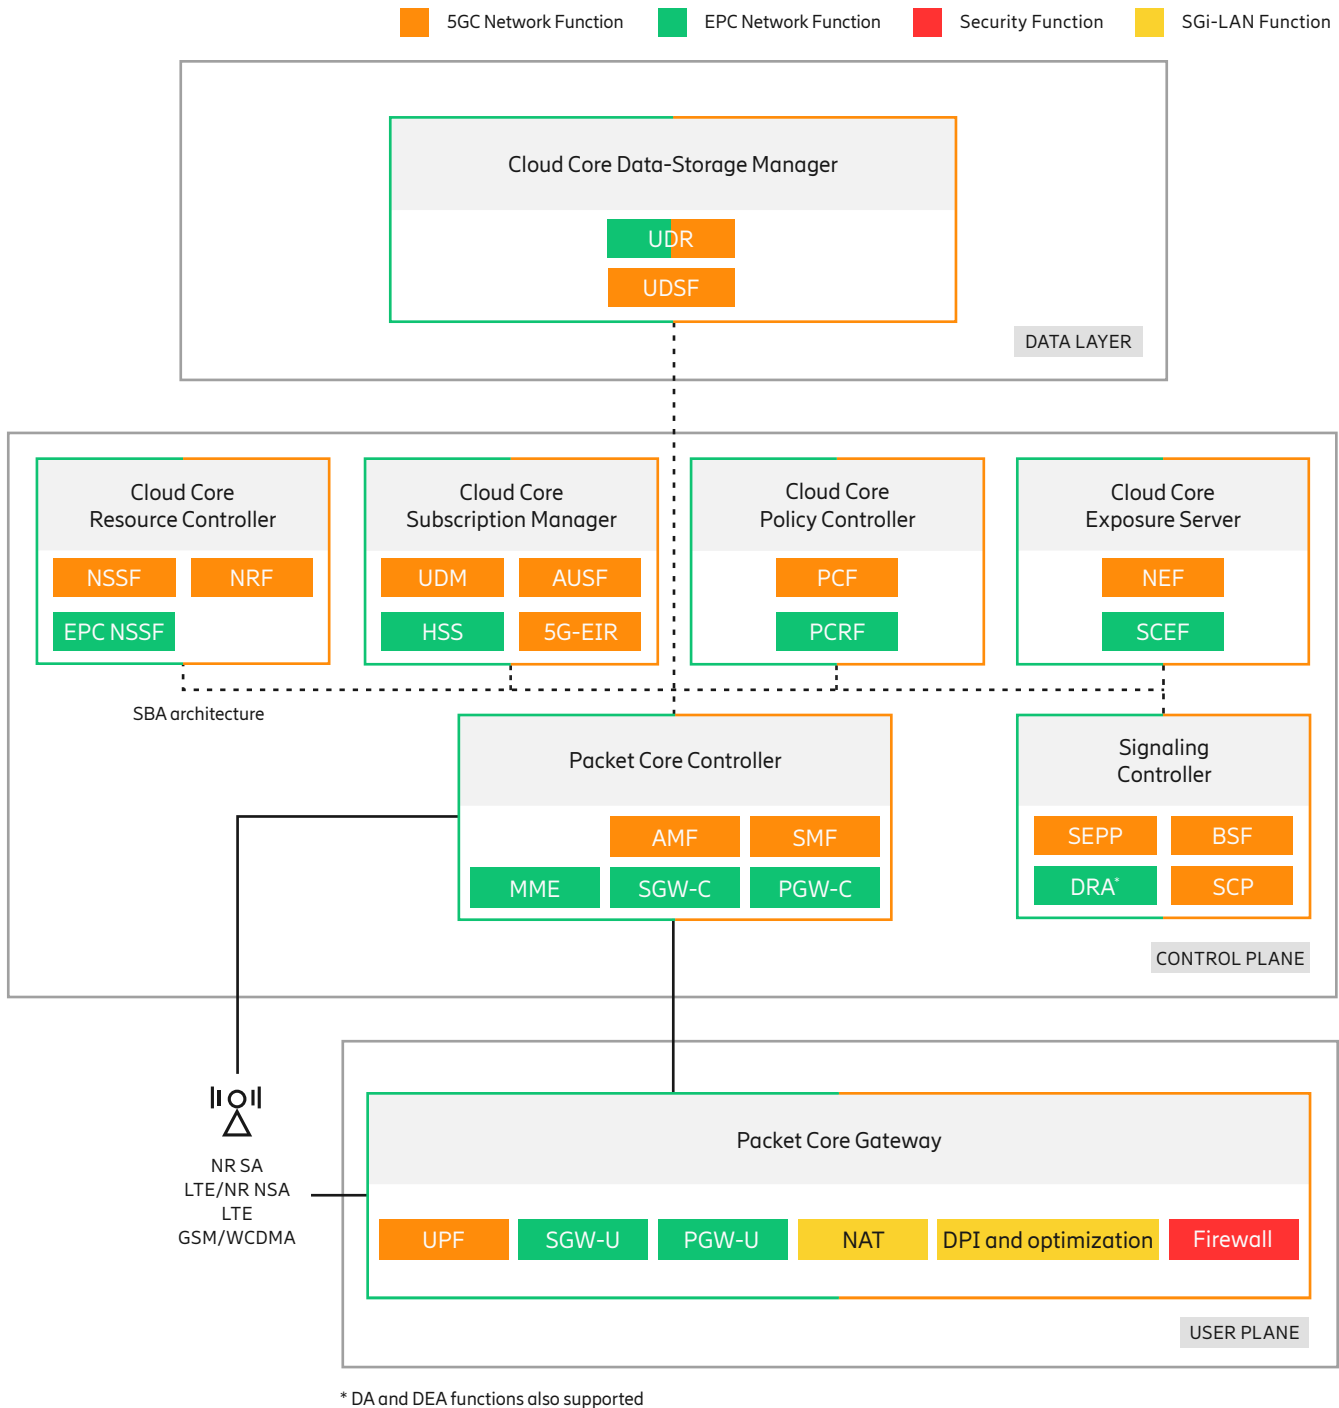 5GC Network Function
EPC Network Function
Security Function
SGi-LAN Function
Cloud Core Data-Storage Manager
UDR
UDSF
DATA LAYER
Cloud Core
Resource Controller
NSSF
NRF
EPC NSSF
Cloud Core
Subscription Manager
UDM
AUSF
HSS
5G-EIR
Cloud Core
Policy Controller
PCF
PCRF
Cloud Core
Exposure Server
NEF
SCEF
SBA architecture
Packet Core Controller
AMF
SMF
MME
SGW-C
PGW-C
Signaling
Controller
SEPP
BSF
DRA*
SCP
CONTROL PLANE
NR SA
LTE/NR NSA
LTE
GSM/WCDMA
Packet Core Gateway
UPF
SGW-U
PGW-U
NAT
DPI and optimization
Firewall
USER PLANE
* DA and DEA functions also supported